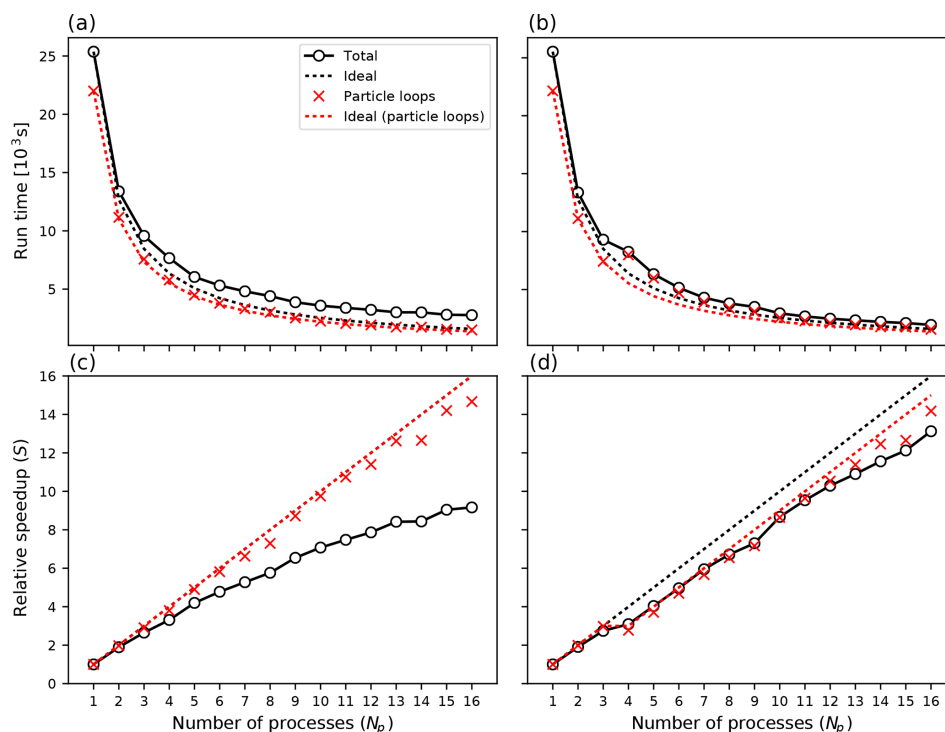 (a)
(b)
25
20
15
10
5
Run time [10³s]
Total
Ideal
Particle loops
Ideal (particle loops)
(c)
(d)
16
14
12
10
8
6
4
2
0
Relative speedup (S)
1 2 3 4 5 6 7 8 9 10 11 12 13 14 15 16
1 2 3 4 5 6 7 8 9 10 11 12 13 14 15 16
Number of processes (Nₚ)
Number of processes (Nₚ)